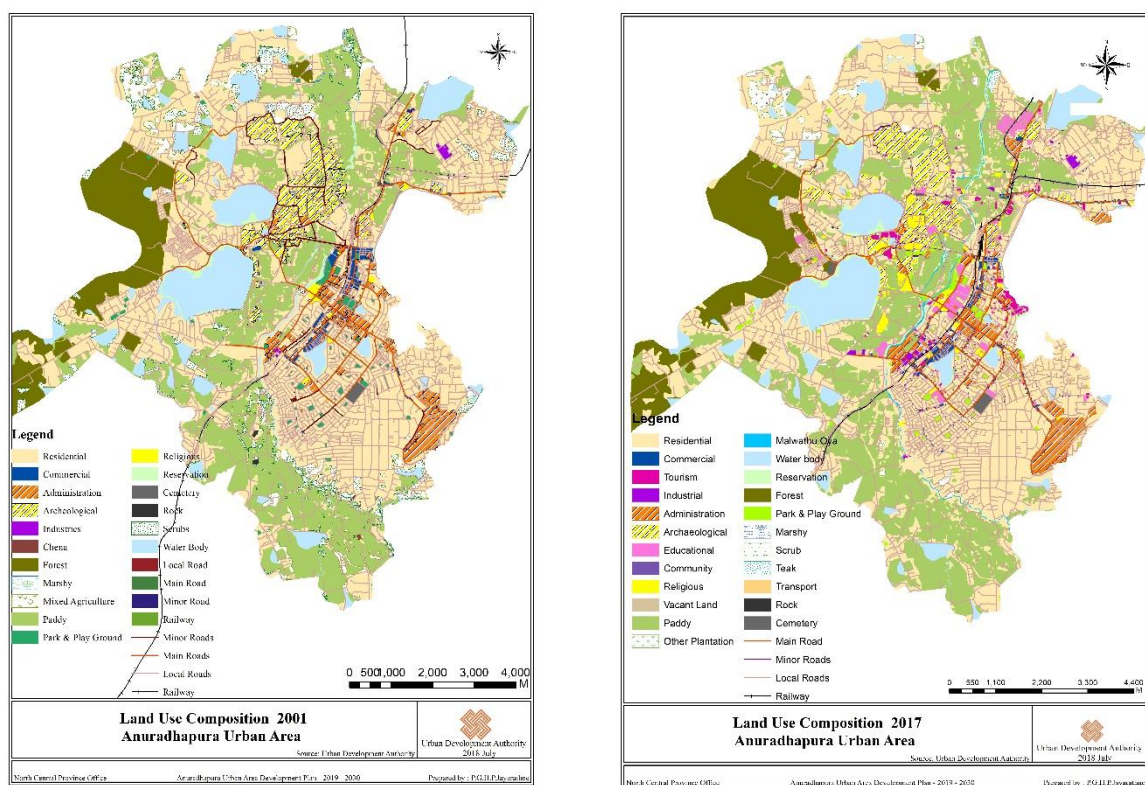 Legend
Residential
Commercial
Administration
Archeological
Industries
Chena
Forest
Marshy
Mixed Agriculture
Paddy
Park & Play Ground
Religious
Reservation
Cemetery
Rock
Scrubs
Water Body
Local Road
Main Road
Minor Road
Railway
Minor Roads
Main Roads
Local Roads
Railway
0 500 1,000 2,000 3,000 4,000
M
Land Use Composition 2001
Anuradhapura Urban Area
Source: Urban Development Authority
Urban Development Authority
2018 July
North Central Province Office
Anuradhapura Urban Area Development Plan - 2019 - 2030
Prepared by : P.G.H.P.Jayarathne
Legend
Residential
Commercial
Tourism
Industrial
Administration
Archaeological
Educational
Community
Religious
Vacant Land
Paddy
Other Plantation
Malwathu Oya
Water body
Reservation
Forest
Park & Play Ground
Marshy
Scrub
Teak
Transport
Rock
Cemetery
Main Road
Minor Roads
Local Roads
Railway
0 550 1,100 2,200 3,300 4,400
M
Land Use Composition 2017
Anuradhapura Urban Area
Source: Urban Development Authority
Urban Development Authority
2018 July
North Central Province Office
Anuradhapura Urban Area Development Plan - 2019 - 2030
Prepared by : P.G.H.P.Jayarathne